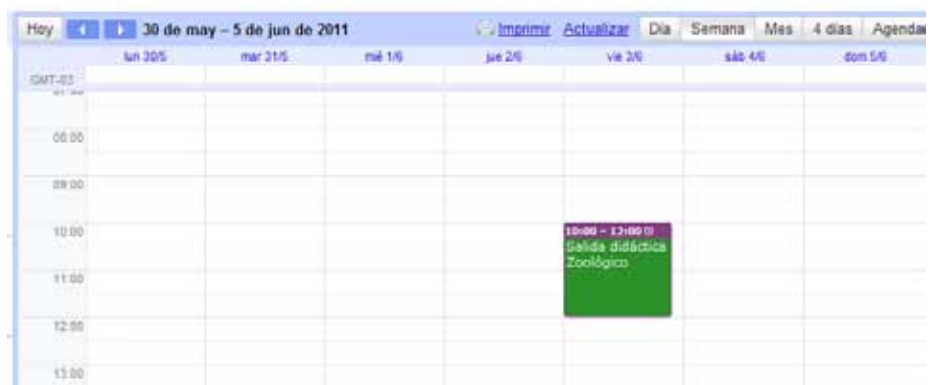 Hoy 30 de may – 5 de jun de 2011 Imprimir Actualizar Día Semana Mes 4 días Agenda
lun 30/5 mar 31/5 mié 1/6 jue 2/6 vie 3/6 sáb 4/6 dom 5/6
GMT-03
08:00
09:00
10:00
10:00 – 12:00
Salida didáctica
Zoológico
11:00
12:00
13:00